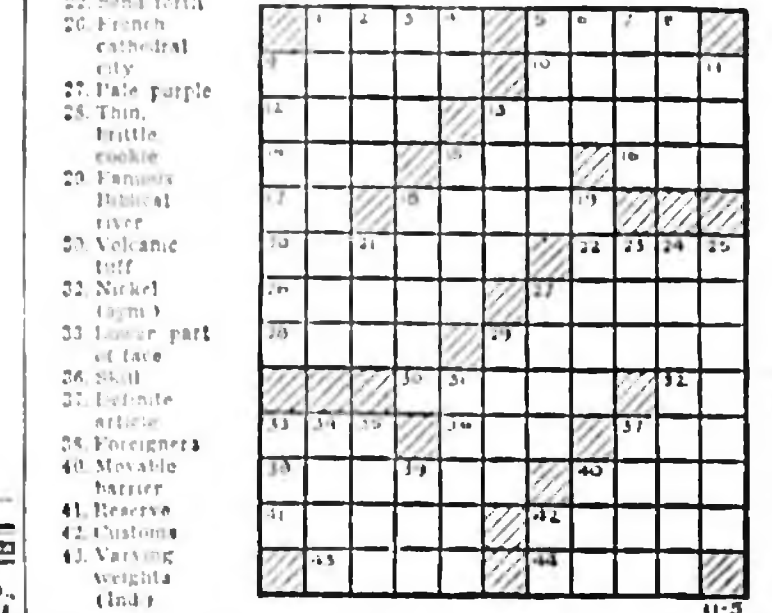 22. Send forth
26. French
cathedral
city
27. Pale purple
28. Thin,
brittle
cookie
29. Famous
Biblical
river
30. Volcanic
tuff
32. Nickel
(sym.)
33. Lower part
of face
36. Skill
37. Definite
article
38. Foreigners
40. Movable
barrier
41. Reserve
42. Customs
43. Varying
weights
(Ind.)
1 2 3 4 5 6 7 8
9 10 11
12 13
14 15 16
17 18 19
20 21 22 23 24 25
26 27
28 29
30 31 32
33 34 35 36 37
38 39 40
41 42
43 44
11-5